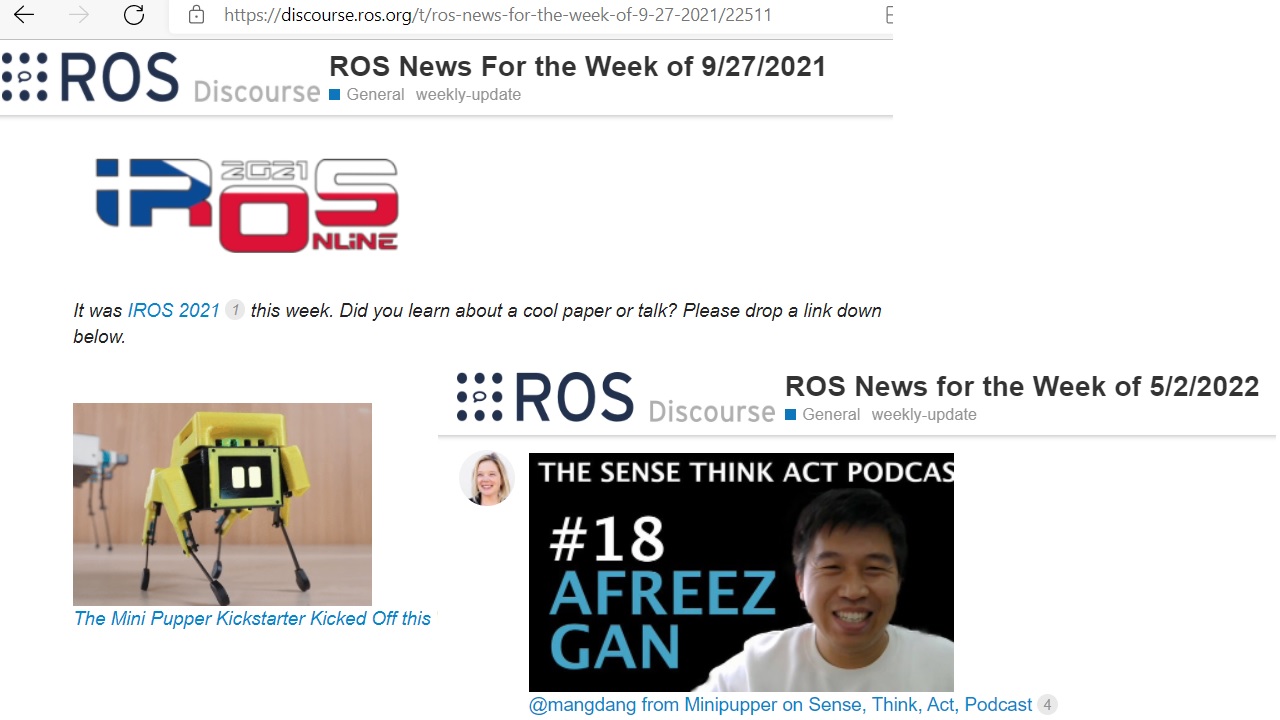 https://discourse.ros.org/t/ros-news-for-the-week-of-9-27-2021/22511
ROS Discourse
ROS News For the Week of 9/27/2021
General weekly-update
IROS 2021 ONLINE
It was IROS 2021 1 this week. Did you learn about a cool paper or talk? Please drop a link down
below.
The Mini Pupper Kickstarter Kicked Off this
ROS Discourse
ROS News for the Week of 5/2/2022
General weekly-update
THE SENSE THINK ACT PODCAS
#18
AFREEZ
GAN
@mangdang from Minipupper on Sense, Think, Act, Podcast 4